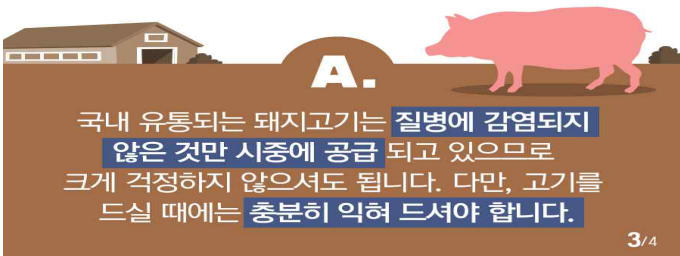 A.
국내 유통되는 돼지고기는 질병에 감염되지
않은 것만 시중에 공급 되고 있으므로
크게 걱정하지 않으셔도 됩니다. 다만, 고기를
드실 때에는 충분히 익혀 드셔야 합니다.
3/4